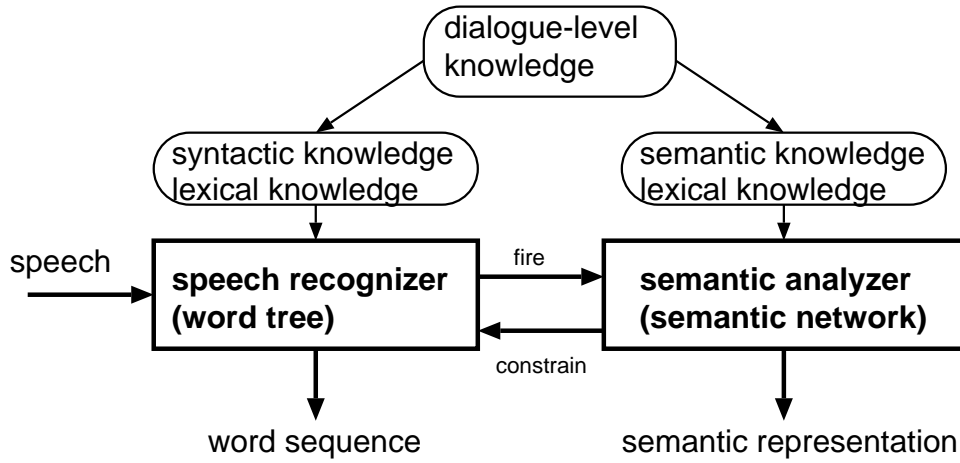 dialogue-level
knowledge
syntactic knowledge
lexical knowledge
semantic knowledge
lexical knowledge
speech
speech recognizer
(word tree)
fire
constrain
semantic analyzer
(semantic network)
word sequence
semantic representation